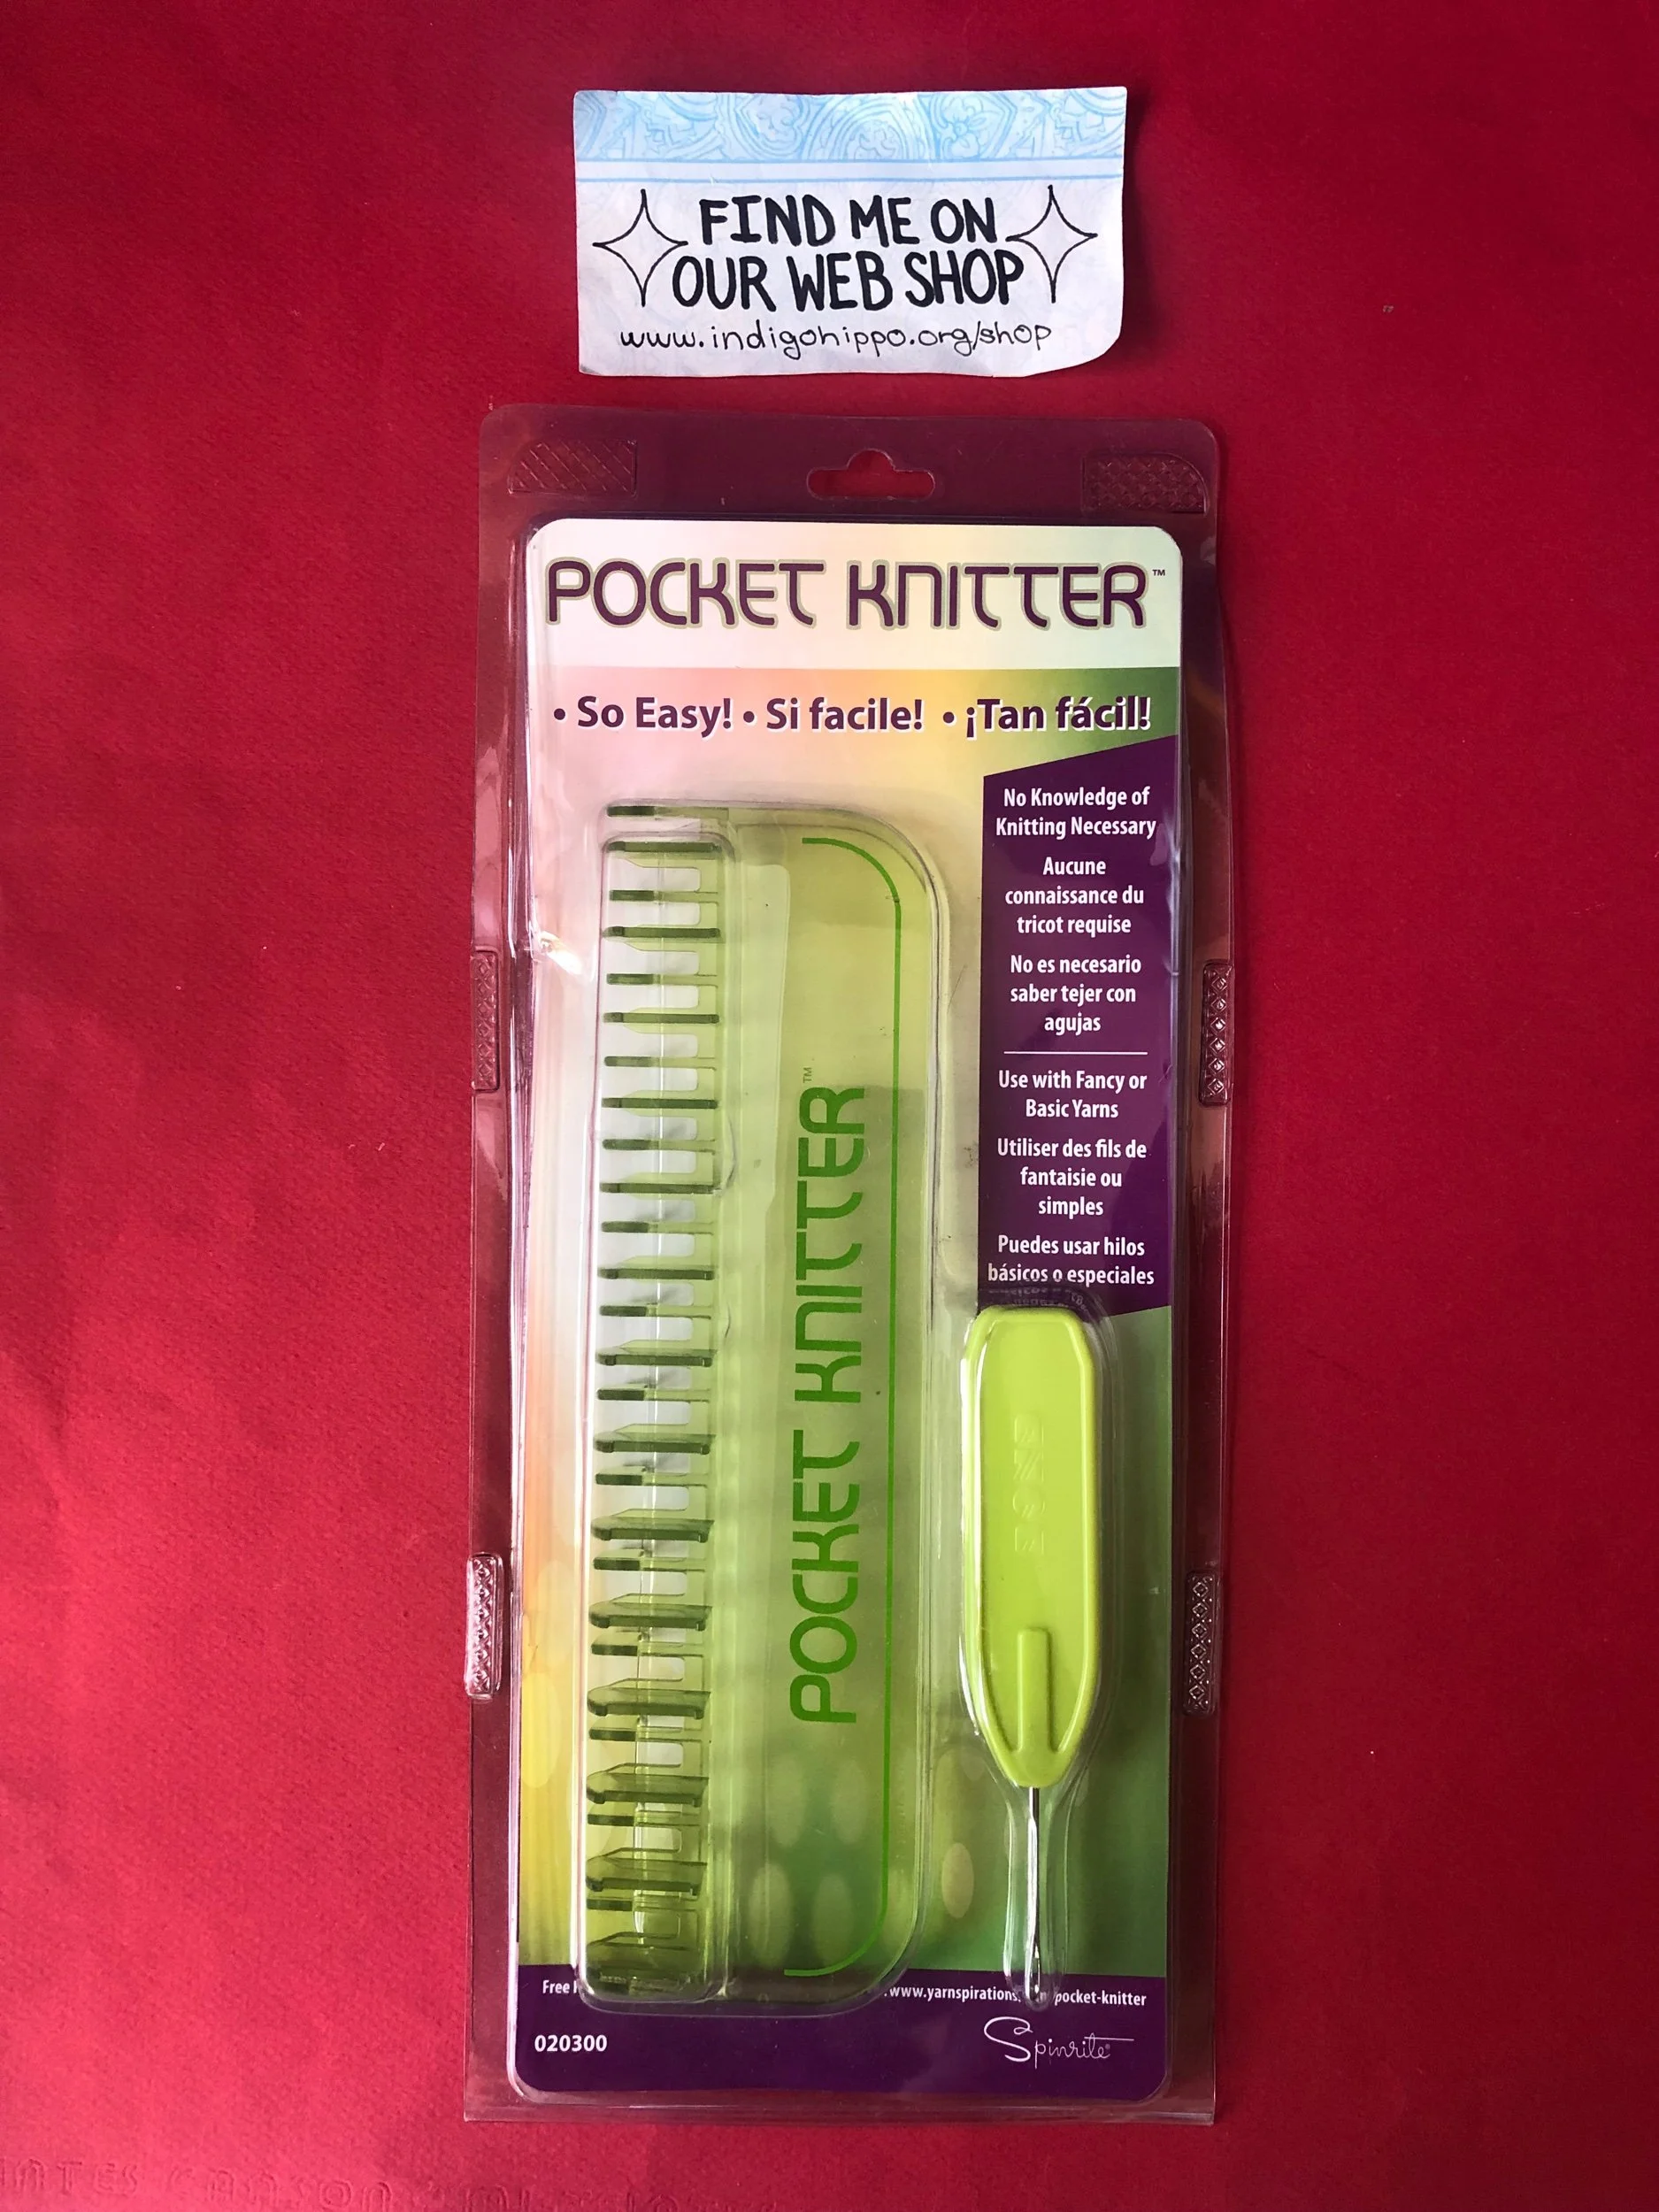 FIND ME ON
OUR WEB SHOP
www.indigohippo.org/shop
POCKET KNITTER™
• So Easy! • Si facile! • ¡Tan fácil!
No Knowledge of
Knitting Necessary
Aucune
connaissance du
tricot requise
No es necesario
saber tejer con
agujas
Use with Fancy or
Basic Yarns
Utiliser des fils de
fantaisie ou
simples
Puedes usar hilos
básicos o especiales
POCKET KNITTER™
Free
www.yarnspirations. pocket-knitter
020300
Spinrite